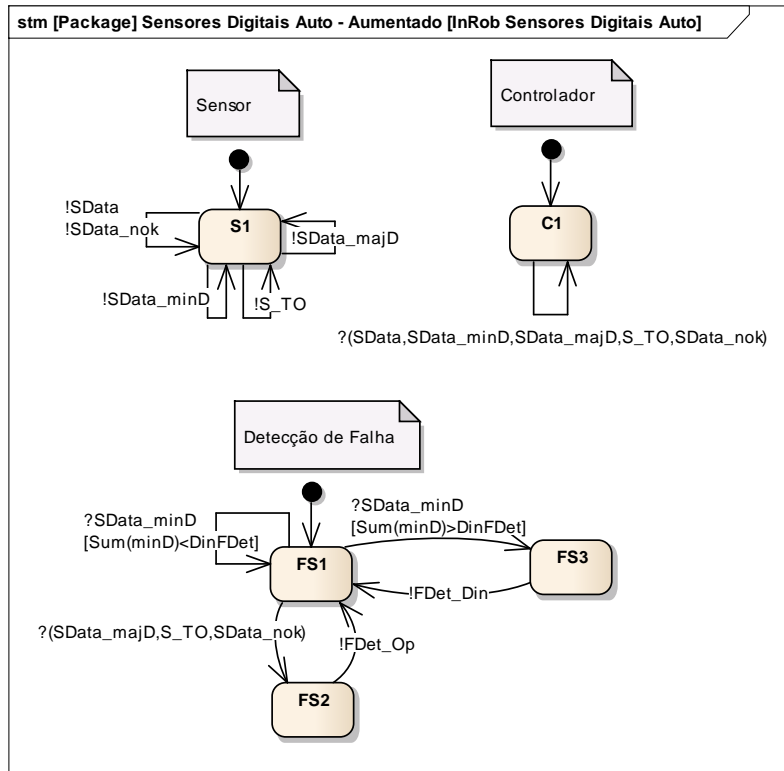 stm [Package] Sensores Digitais Auto - Aumentado [InRob Sensores Digitais Auto]
Sensor
Controlador
!SData
!SData_nok
S1
!SData_majD
!SData_minD
!S_TO
C1
?(SData,SData_minD,SData_majD,S_TO,SData_nok)
Detecção de Falha
?SData_minD
[Sum(minD)<DinFDet]
?SData_minD
[Sum(minD)>DinFDet]
FS1
FS3
!FDet_Din
?(SData_majD,S_TO,SData_nok)
!FDet_Op
FS2